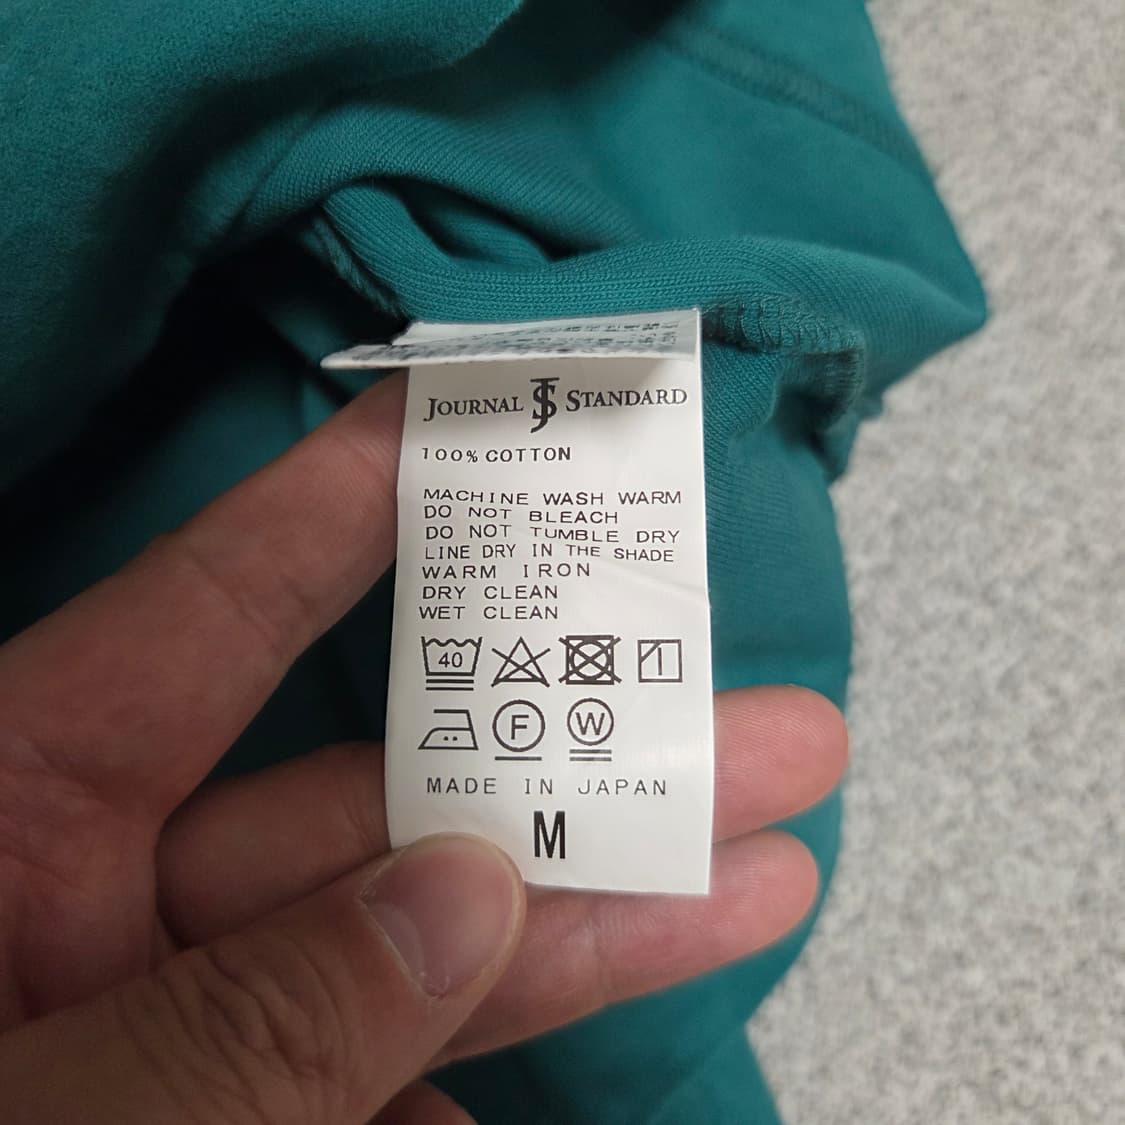 JOURNAL JS STANDARD
100% COTTON
MACHINE WASH WARM
DO NOT BLEACH
DO NOT TUMBLE DRY
LINE DRY IN THE SHADE
WARM IRON
DRY CLEAN
WET CLEAN
40
F W
MADE IN JAPAN
M